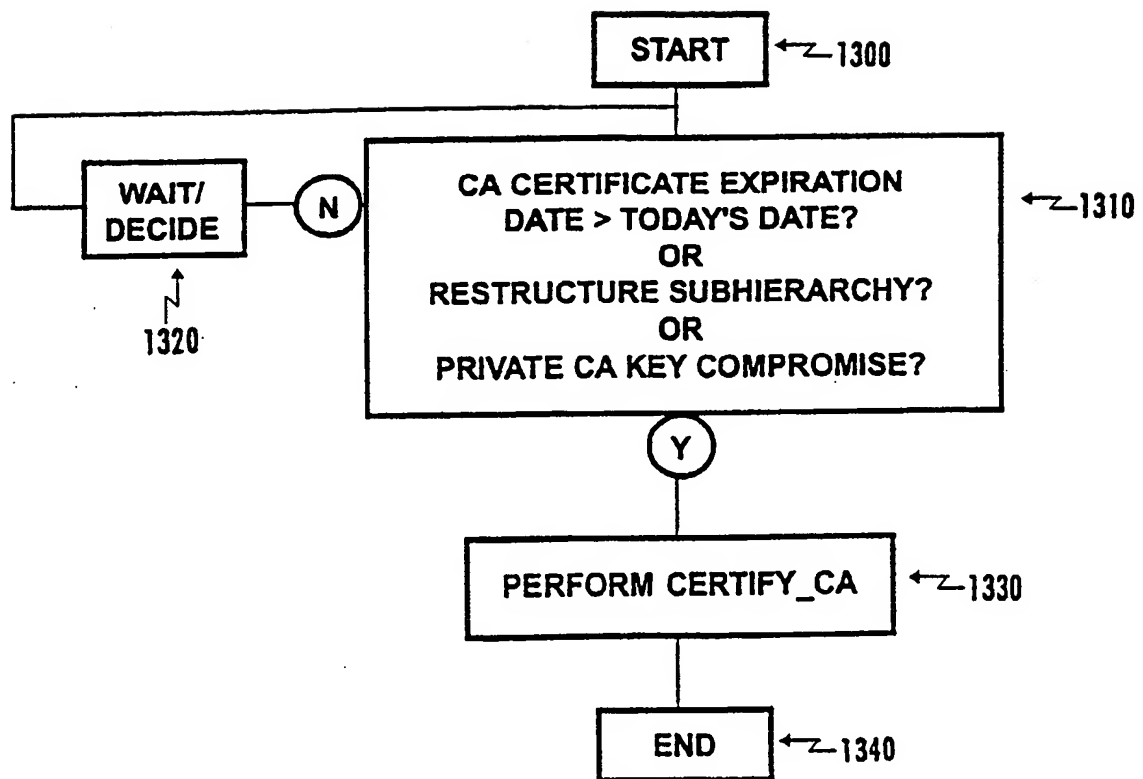 START
1300
CA CERTIFICATE EXPIRATION
DATE > TODAY'S DATE?
OR
RESTRUCTURE SUBHIERARCHY?
OR
PRIVATE CA KEY COMPROMISE?
1310
N
WAIT/
DECIDE
1320
Y
PERFORM CERTIFY_CA
1330
END
1340